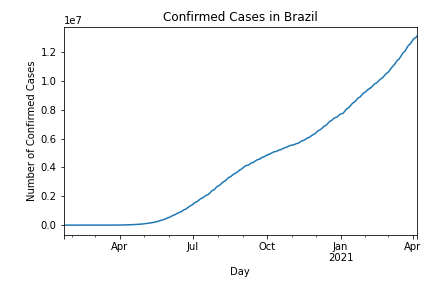 Confirmed Cases in Brazil
1e7
Number of Confirmed Cases
1.2
1.0
0.8
0.6
0.4
0.2
0.0
Apr
Jul
Oct
Jan
2021
Apr
Day